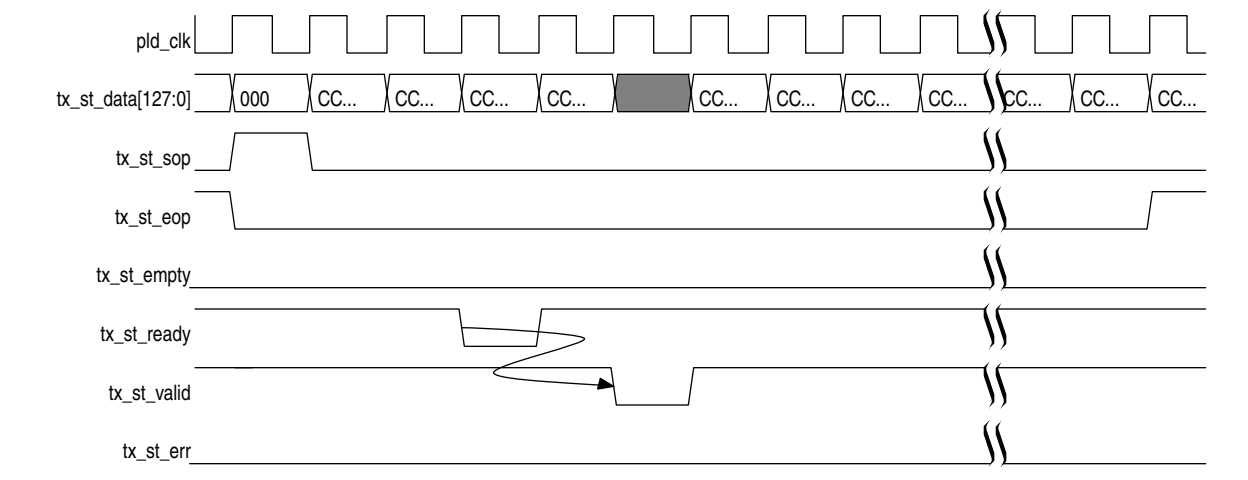 pld_clk
tx_st_data[127:0] 000 CC... CC... CC... CC... CC... CC... CC... CC... CC... CC... CC...
tx_st_sop
tx_st_eop
tx_st_empty
tx_st_ready
tx_st_valid
tx_st_err